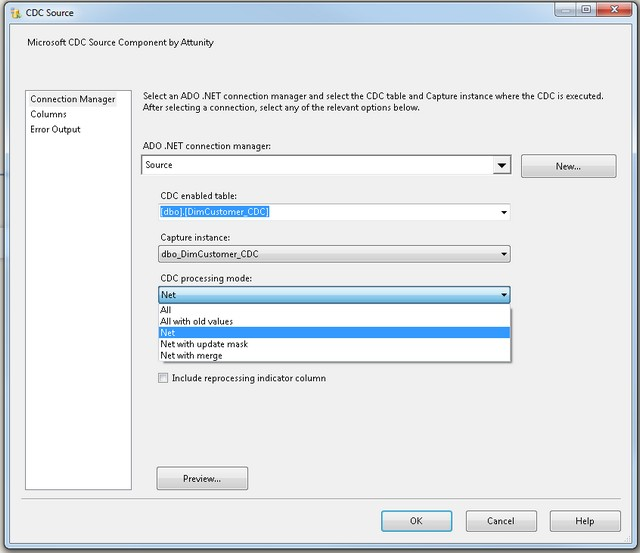 CDC Source
Microsoft CDC Source Component by Attunity
Connection Manager
Columns
Error Output
Select an ADO .NET connection manager and select the CDC table and Capture instance where the CDC is executed.
After selecting a connection, select any of the relevant options below.
ADO .NET connection manager:
Source
New...
CDC enabled table:
[dbo].[DimCustomer_CDC]
Capture instance:
dbo_DimCustomer_CDC
CDC processing mode:
Net
All
All with old values
Net
Net with update mask
Net with merge
Include reprocessing indicator column
Preview...
OK
Cancel
Help